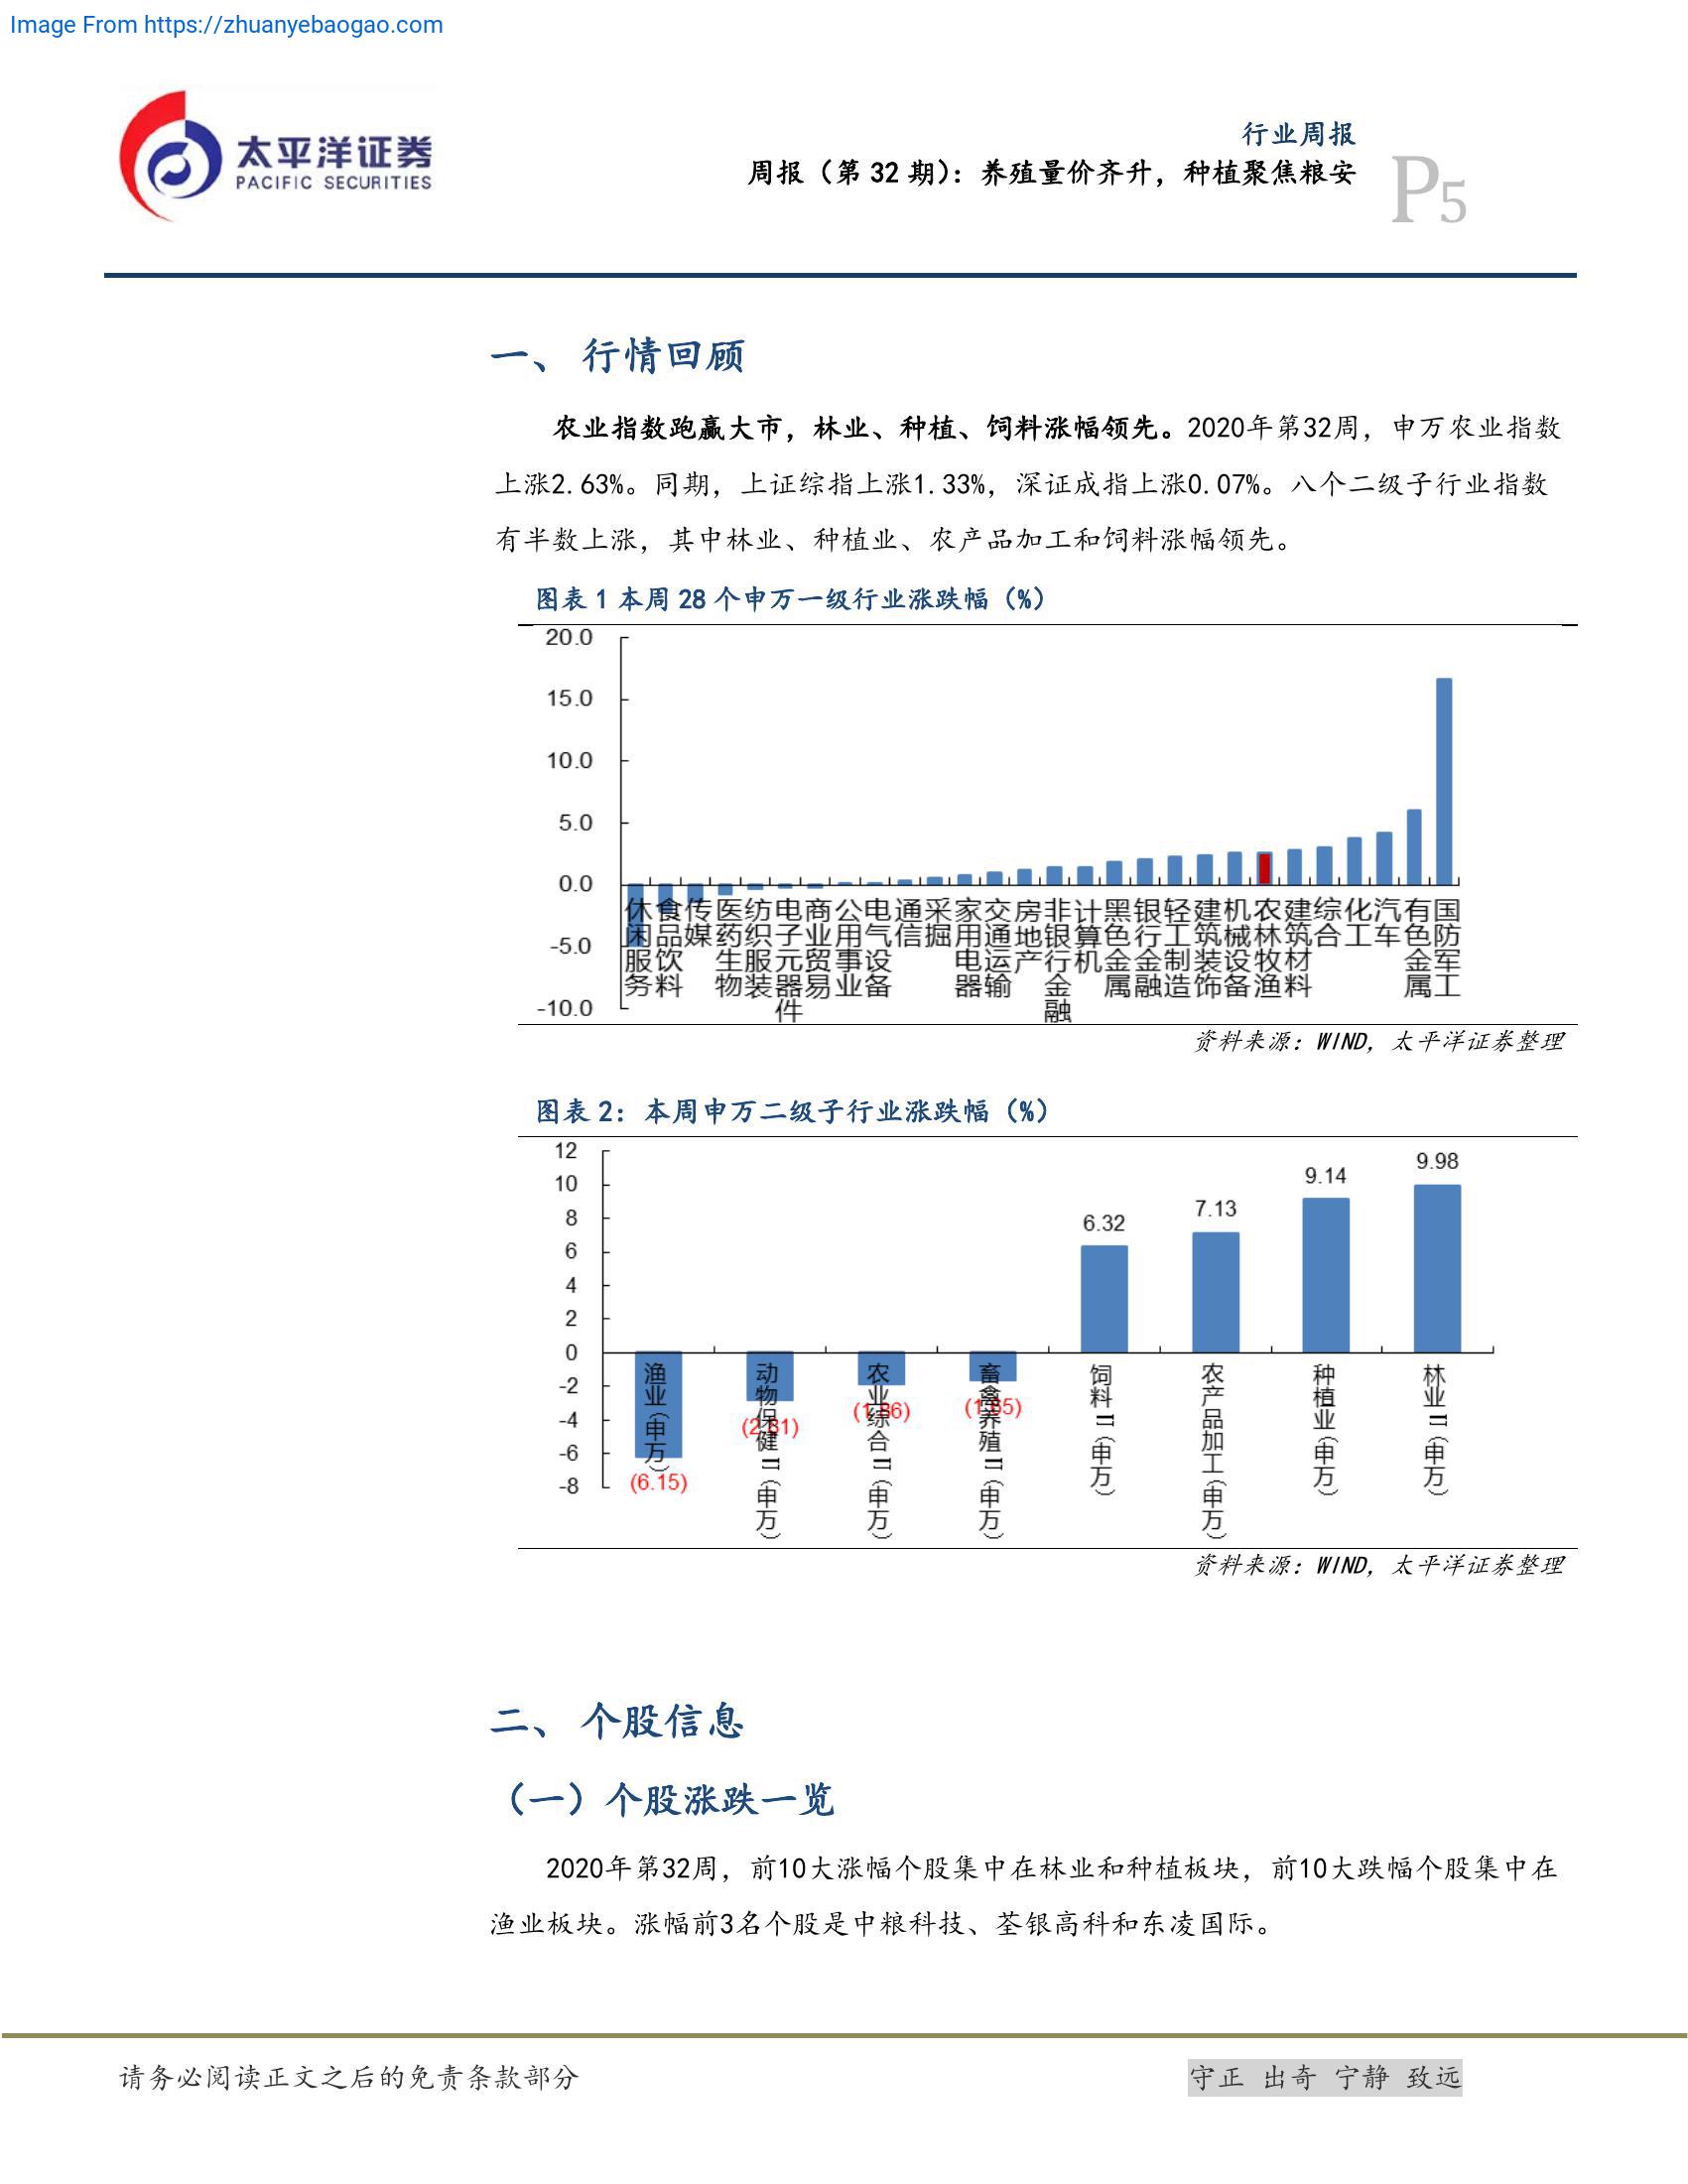 Image From https://zhuanyebaogao.com
太平洋证券
PACIFIC SECURITIES
行业周报
周报（第 32 期）：养殖量价齐升，种植聚焦粮安
P5
一、 行情回顾
农业指数跑赢大市，林业、种植、饲料涨幅领先。2020年第32周，申万农业指数
上涨2.63%。同期，上证综指上涨1.33%，深证成指上涨0.07%。八个二级子行业指数
有半数上涨，其中林业、种植业、农产品加工和饲料涨幅领先。
图表 1 本周 28 个申万一级行业涨跌幅（%）
20.0
15.0
10.0
5.0
0.0
-5.0
-10.0
休闲服务
食品饮料
传媒
医药生物
纺织服装
电子元器件
商业贸易
公用事业
电气设备
通信
采掘
家用电器
交通运输
房地产
非银行金融
计算机
黑色金属
银行金融
轻工制造
建筑装饰
机械设备
农林牧渔
建筑材料
综合
化工
汽车
有色金属
国防军工
资料来源：WIND，太平洋证券整理
图表 2：本周申万二级子行业涨跌幅（%）
12
10
8
6
4
2
0
-2
-4
-6
-8
渔业(申万)
(6.15)
动物保健II(申万)
(2.81)
农业综合II(申万)
(1.86)
畜禽养殖II(申万)
6.32
饲料II(申万)
7.13
农产品加工(申万)
9.14
种植业(申万)
9.98
林业II(申万)
资料来源：WIND，太平洋证券整理
二、 个股信息
（一）个股涨跌一览
2020年第32周，前10大涨幅个股集中在林业和种植板块，前10大跌幅个股集中在
渔业板块。涨幅前3名个股是中粮科技、荃银高科和东凌国际。
请务必阅读正文之后的免责条款部分
守正 出奇 宁静 致远